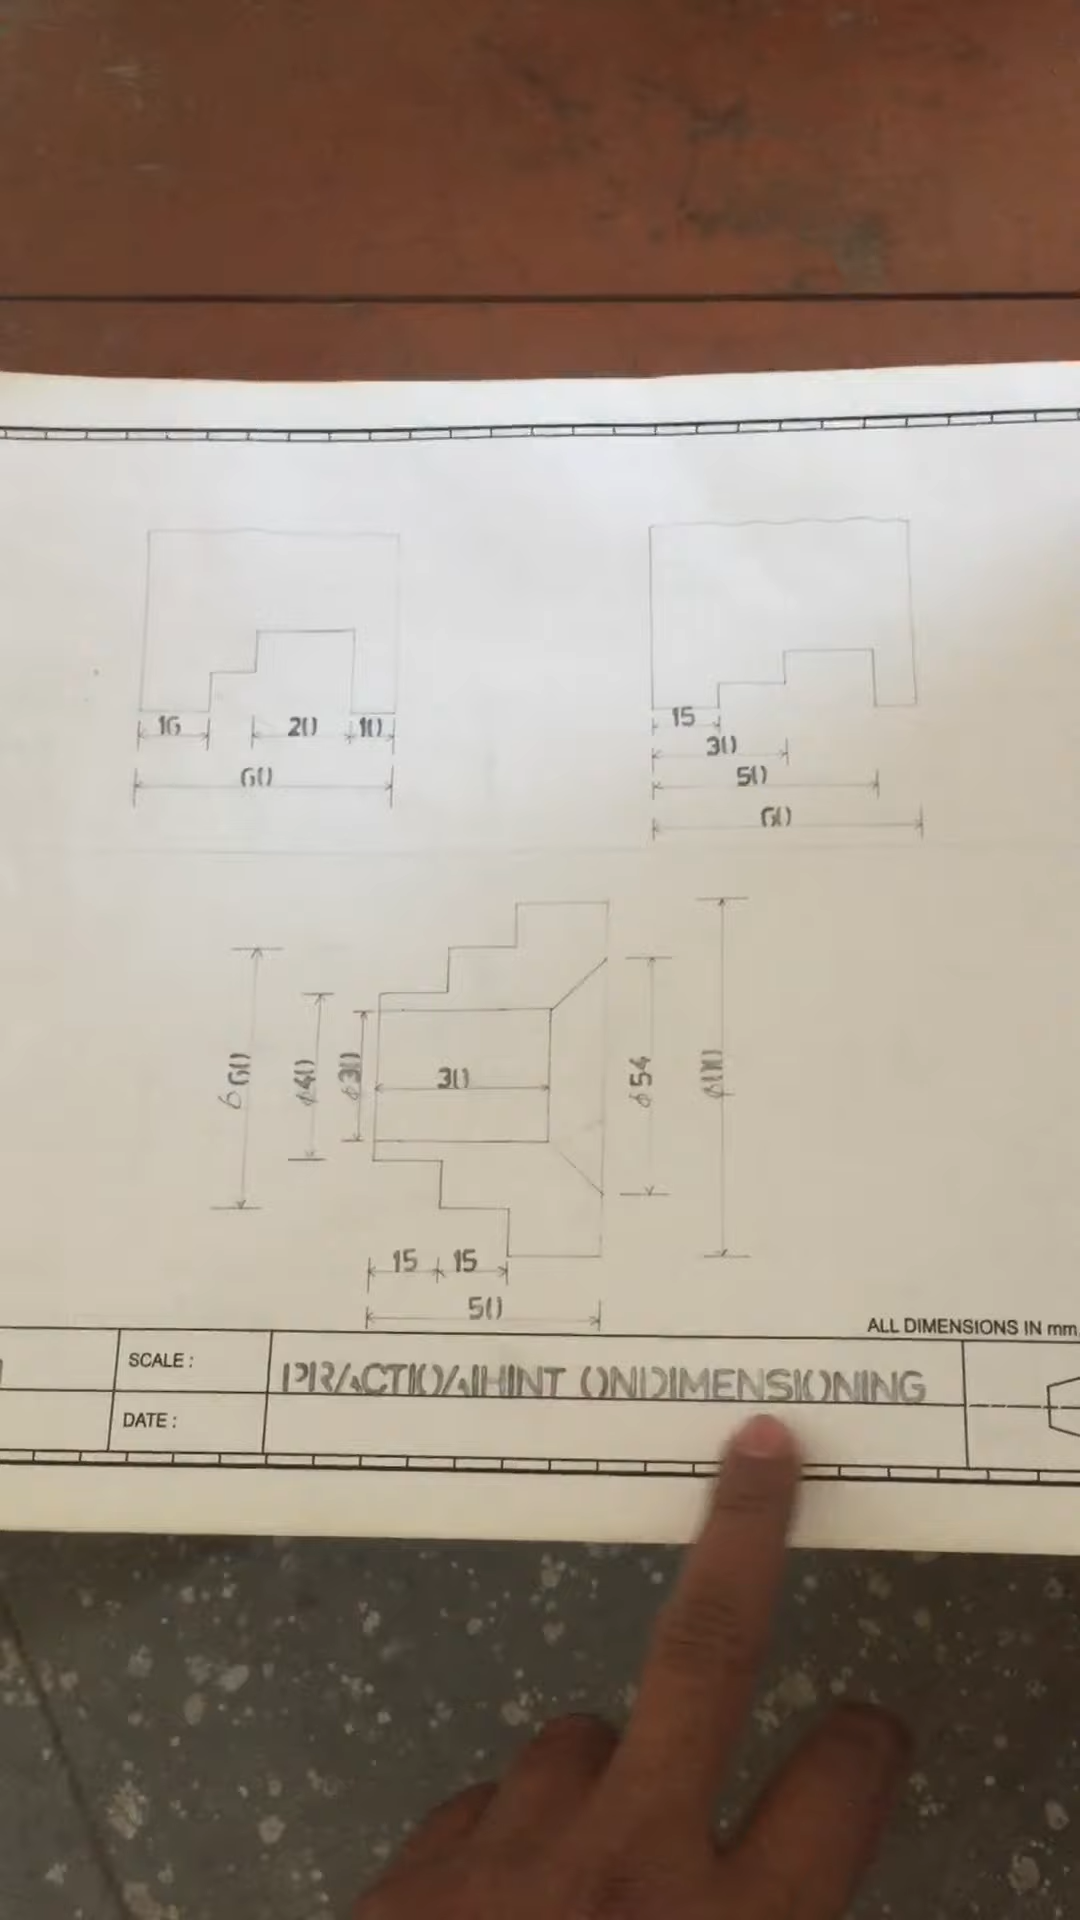 16 20 10
60
15
30
50
60
ϕ60 ϕ40 ϕ30 30 ϕ54
15 15
50
ALL DIMENSIONS IN mm
SCALE :
PRACTICAL HINT ON DIMENSIONING
DATE :